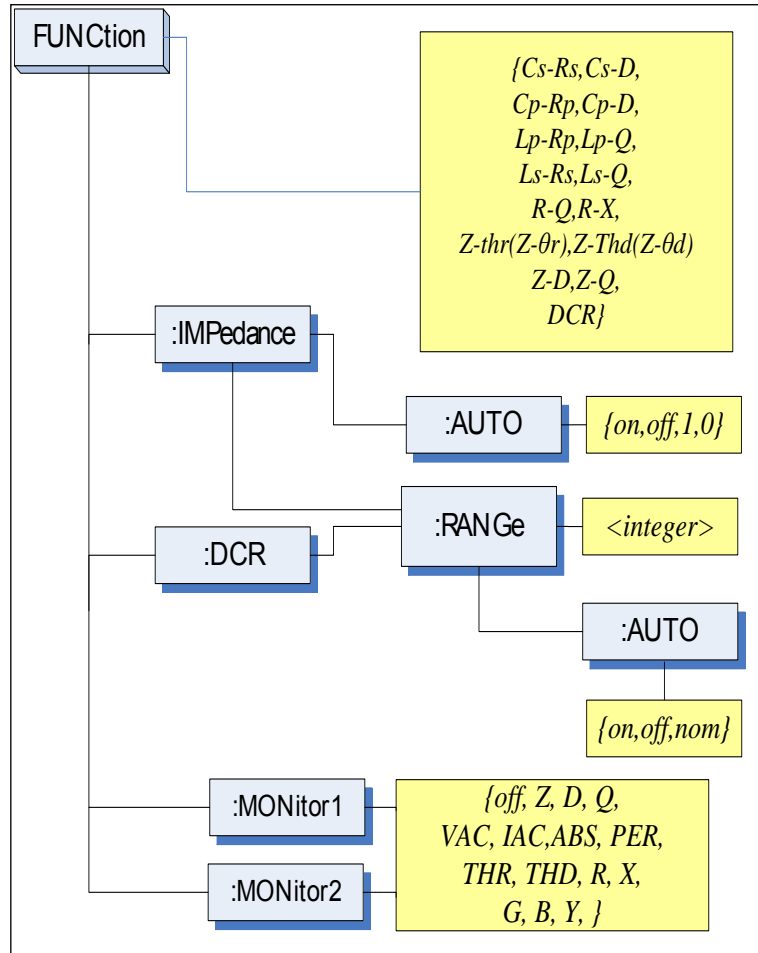 FUNCtion
{Cs-Rs,Cs-D,
Cp-Rp,Cp-D,
Lp-Rp,Lp-Q,
Ls-Rs,Ls-Q,
R-Q,R-X,
Z-thr(Z-θr),Z-Thd(Z-θd)
Z-D,Z-Q,
DCR}
:IMPedance
:AUTO
{on,off,1,0}
:RANGe
<integer>
:DCR
:AUTO
{on,off,nom}
:MONitor1
:MONitor2
{off, Z, D, Q,
VAC, IAC,ABS, PER,
THR, THD, R, X,
G, B, Y, }